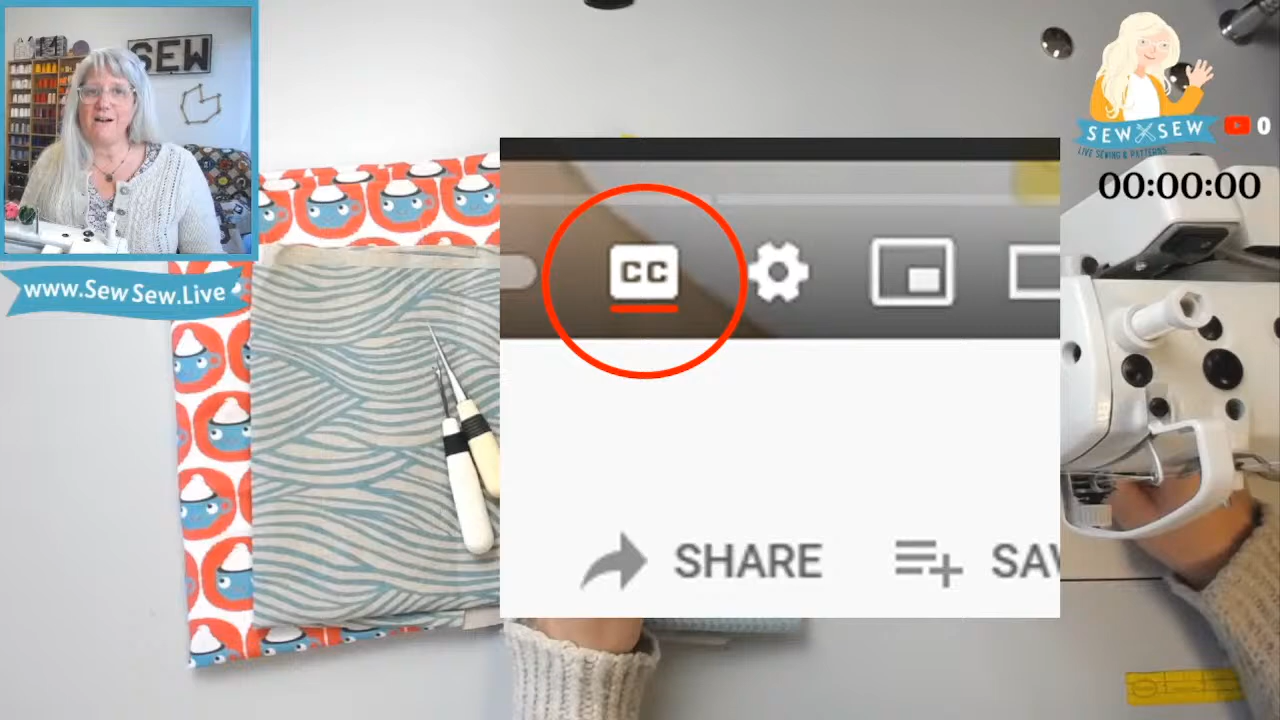 SEW
www.SewSew.Live
CC
SHARE
SAV
SEW SEW
LIVE SEWING & PATTERNS
0
00:00:00